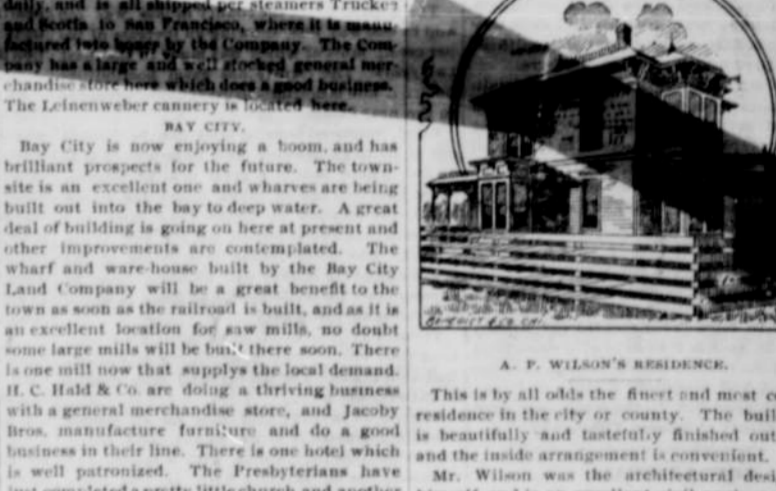 daily, and is all shipped per steamers Truckee
and Scotia to San Francisco, where it is manu-
factured into by the Company. The Com-
pany has a large and well stocked general mer-
chandise store here which does a good business.
The Leinenweber cannery is located here.
BAY CITY.
Bay City is now enjoying a boom, and has
brilliant prospects for the future. The town-
site is an excellent one and wharves are being
built out into the bay to deep water. A great
deal of building is going on here at present and
other improvements are contemplated. The
wharf and ware-house built by the Bay City
Land Company will be a great benefit to the
town as soon as the railroad is built, and as it is
an excellent location for saw mills, no doubt
some large mills will be built there soon. There
is one mill now that supplys the local demand.
H. C. Hald & Co. are doing a thriving business
with a general merchandise store, and Jacoby
Bros. manufacture furniture and do a good
business in their line. There is one hotel which
is well patronized. The Presbyterians have
just completed a pretty little church and another
A. P. WILSON'S RESIDENCE.
This is by all odds the finest and most c
residence in the city or county. The buil
is beautifully and tastefully finished out
and the inside arrangement is convenient.
Mr. Wilson was the architectural desi